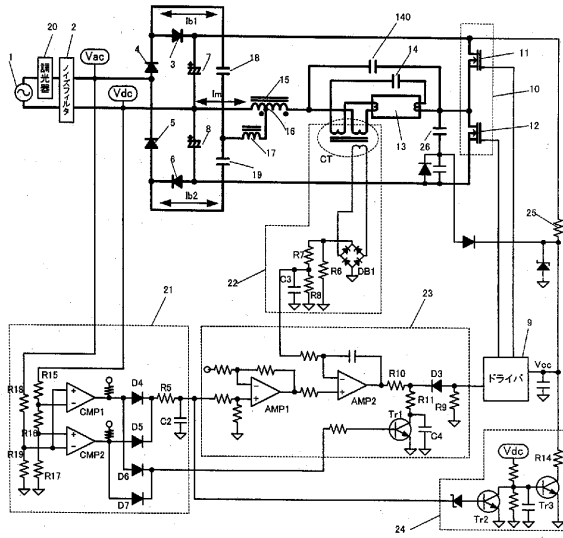 20
2
1
調光器
ノイズフィルタ
Vac
Vdc
4
Ib1
3
7
18
Im
15
16
17
5
8
6
19
Ib2
140
14
13
CT
26
11
10
12
25
22
R7
C3
R8
R6
DB1
21
R18
R15
R16
R19
R17
CMP1
CMP2
D4
D5
D6
D7
R5
C2
23
AMP1
AMP2
R10
D3
R11
R9
Tr1
C4
9
ドライバ
Vcc
R14
Vdc
Tr2
Tr3
24